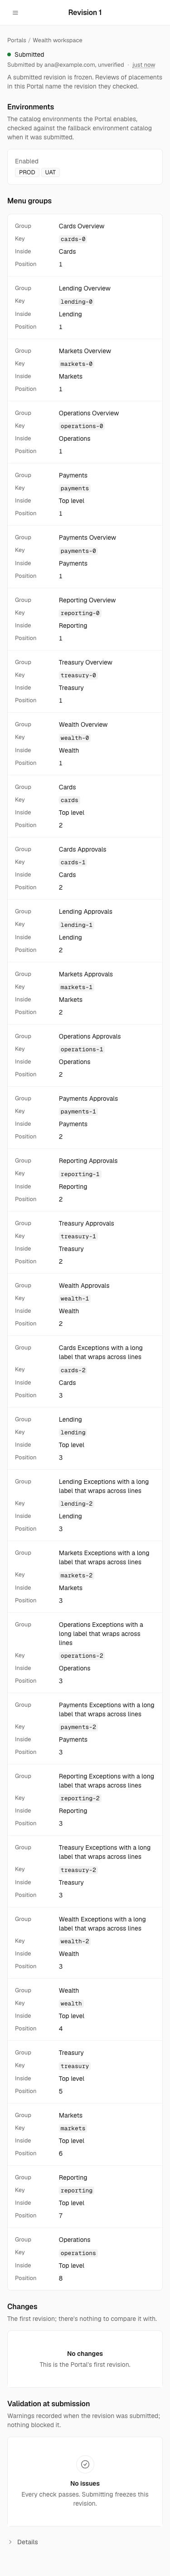 Revision 1
Portals / Wealth workspace
Submitted
Submitted by ana@example.com, unverified · just now
A submitted revision is frozen. Reviews of placements
in this Portal name the revision they checked.
Environments
The catalog environments the Portal enables,
checked against the fallback environment catalog
when it was submitted.
Enabled
PROD UAT
Menu groups
Group Cards Overview
Key cards-0
Inside Cards
Position 1
Group Lending Overview
Key lending-0
Inside Lending
Position 1
Group Markets Overview
Key markets-0
Inside Markets
Position 1
Group Operations Overview
Key operations-0
Inside Operations
Position 1
Group Payments
Key payments
Inside Top level
Position 1
Group Payments Overview
Key payments-0
Inside Payments
Position 1
Group Reporting Overview
Key reporting-0
Inside Reporting
Position 1
Group Treasury Overview
Key treasury-0
Inside Treasury
Position 1
Group Wealth Overview
Key wealth-0
Inside Wealth
Position 1
Group Cards
Key cards
Inside Top level
Position 2
Group Cards Approvals
Key cards-1
Inside Cards
Position 2
Group Lending Approvals
Key lending-1
Inside Lending
Position 2
Group Markets Approvals
Key markets-1
Inside Markets
Position 2
Group Operations Approvals
Key operations-1
Inside Operations
Position 2
Group Payments Approvals
Key payments-1
Inside Payments
Position 2
Group Reporting Approvals
Key reporting-1
Inside Reporting
Position 2
Group Treasury Approvals
Key treasury-1
Inside Treasury
Position 2
Group Wealth Approvals
Key wealth-1
Inside Wealth
Position 2
Group Cards Exceptions with a long
label that wraps across lines
Key cards-2
Inside Cards
Position 3
Group Lending
Key lending
Inside Top level
Position 3
Group Lending Exceptions with a long
label that wraps across lines
Key lending-2
Inside Lending
Position 3
Group Markets Exceptions with a long
label that wraps across lines
Key markets-2
Inside Markets
Position 3
Group Operations Exceptions with a
long label that wraps across
lines
Key operations-2
Inside Operations
Position 3
Group Payments Exceptions with a long
label that wraps across lines
Key payments-2
Inside Payments
Position 3
Group Reporting Exceptions with a long
label that wraps across lines
Key reporting-2
Inside Reporting
Position 3
Group Treasury Exceptions with a long
label that wraps across lines
Key treasury-2
Inside Treasury
Position 3
Group Wealth Exceptions with a long
label that wraps across lines
Key wealth-2
Inside Wealth
Position 3
Group Wealth
Key wealth
Inside Top level
Position 4
Group Treasury
Key treasury
Inside Top level
Position 5
Group Markets
Key markets
Inside Top level
Position 6
Group Reporting
Key reporting
Inside Top level
Position 7
Group Operations
Key operations
Inside Top level
Position 8
Changes
The first revision; there's nothing to compare it with.
No changes
This is the Portal's first revision.
Validation at submission
Warnings recorded when the revision was submitted;
nothing blocked it.
No issues
Every check passes. Submitting freezes this
revision.
Details